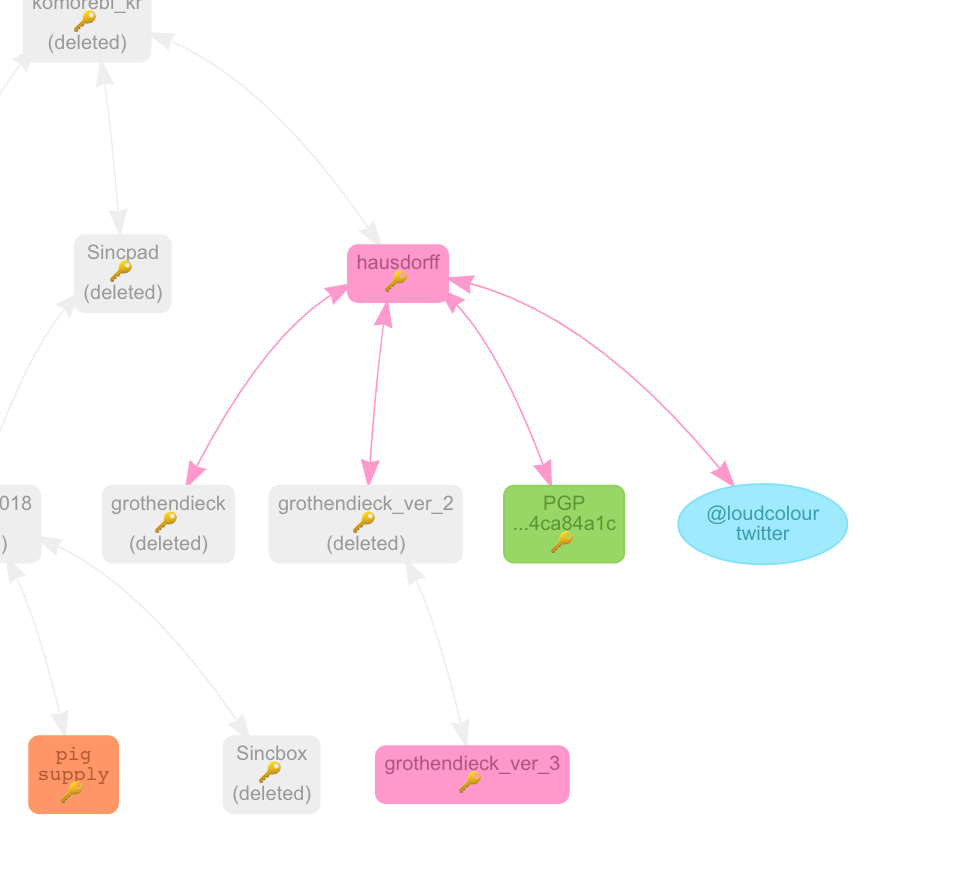 komorebi_kr
(deleted)
Sincpad
(deleted)
hausdorff
018
)
grothendieck
(deleted)
grothendieck_ver_2
(deleted)
PGP
...4ca84a1c
@loudcolour
twitter
pig
supply
Sincbox
(deleted)
grothendieck_ver_3